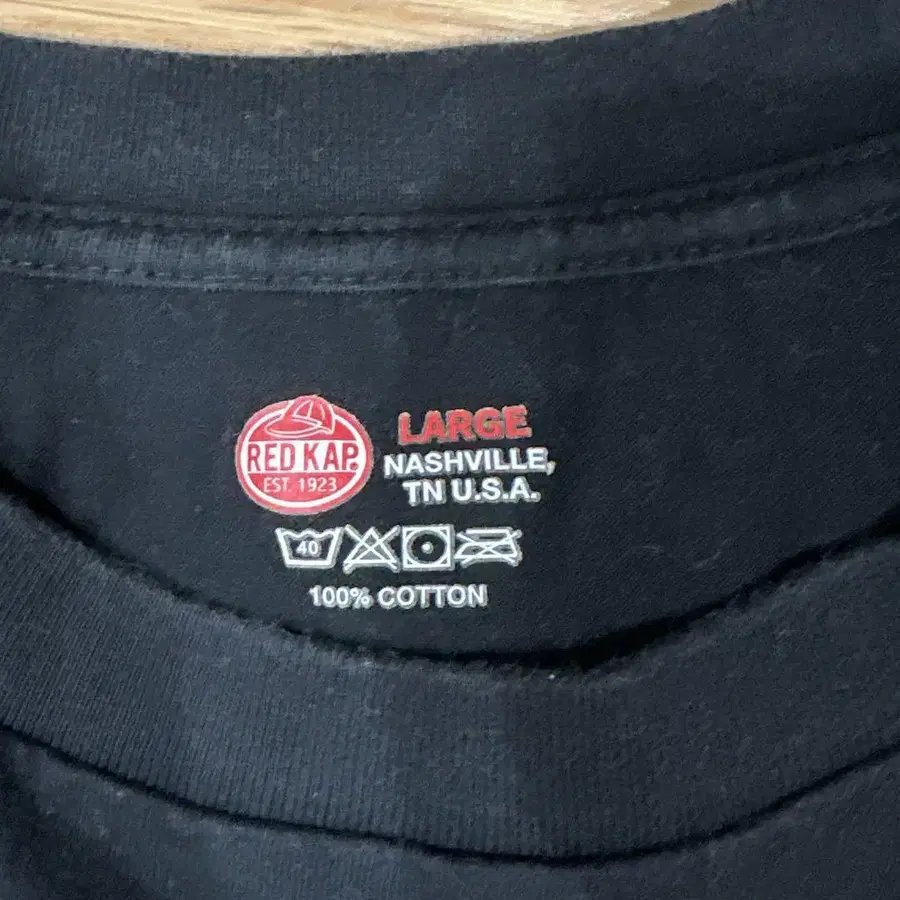 RED KAP.
EST. 1923
LARGE
NASHVILLE,
TN U.S.A.
40
100% COTTON